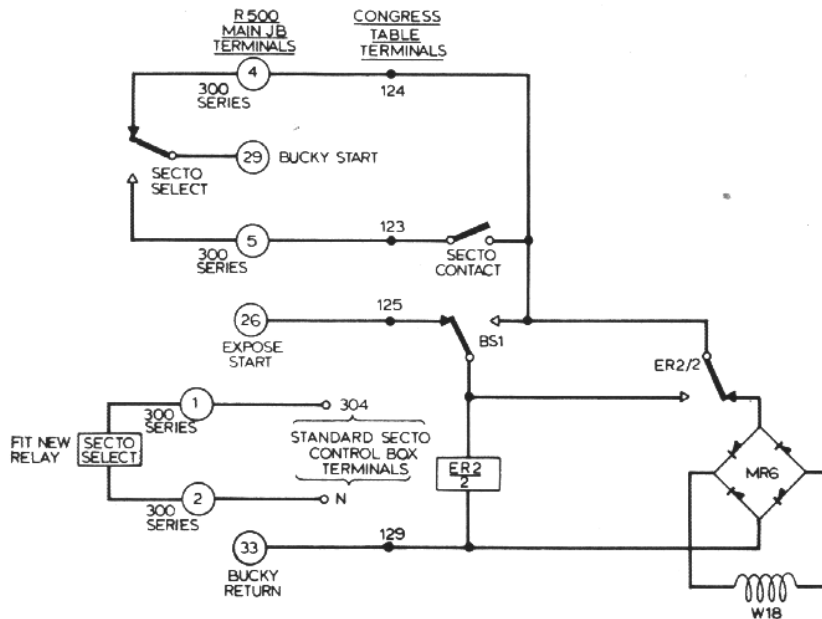 R500
MAIN JB
TERMINALS
CONGRESS
TABLE
TERMINALS
4
124
300
SERIES
29
BUCKY START
SECTO
SELECT
5
123
300
SERIES
SECTO
CONTACT
26
125
EXPOSE
START
BS1
ER2/2
1
304
300
SERIES
FIT NEW
RELAY
SECTO
SELECT
STANDARD SECTO
CONTROL BOX
TERMINALS
ER2
2
MR6
2
N
300
SERIES
33
129
BUCKY
RETURN
W18